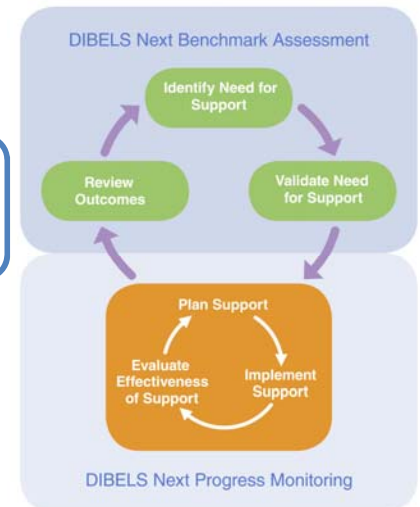 DIBELS Next Benchmark Assessment
Identify Need for
Support
Review
Outcomes
Validate Need
for Support
Plan Support
Evaluate
Effectiveness
of Support
Implement
Support
DIBELS Next Progress Monitoring